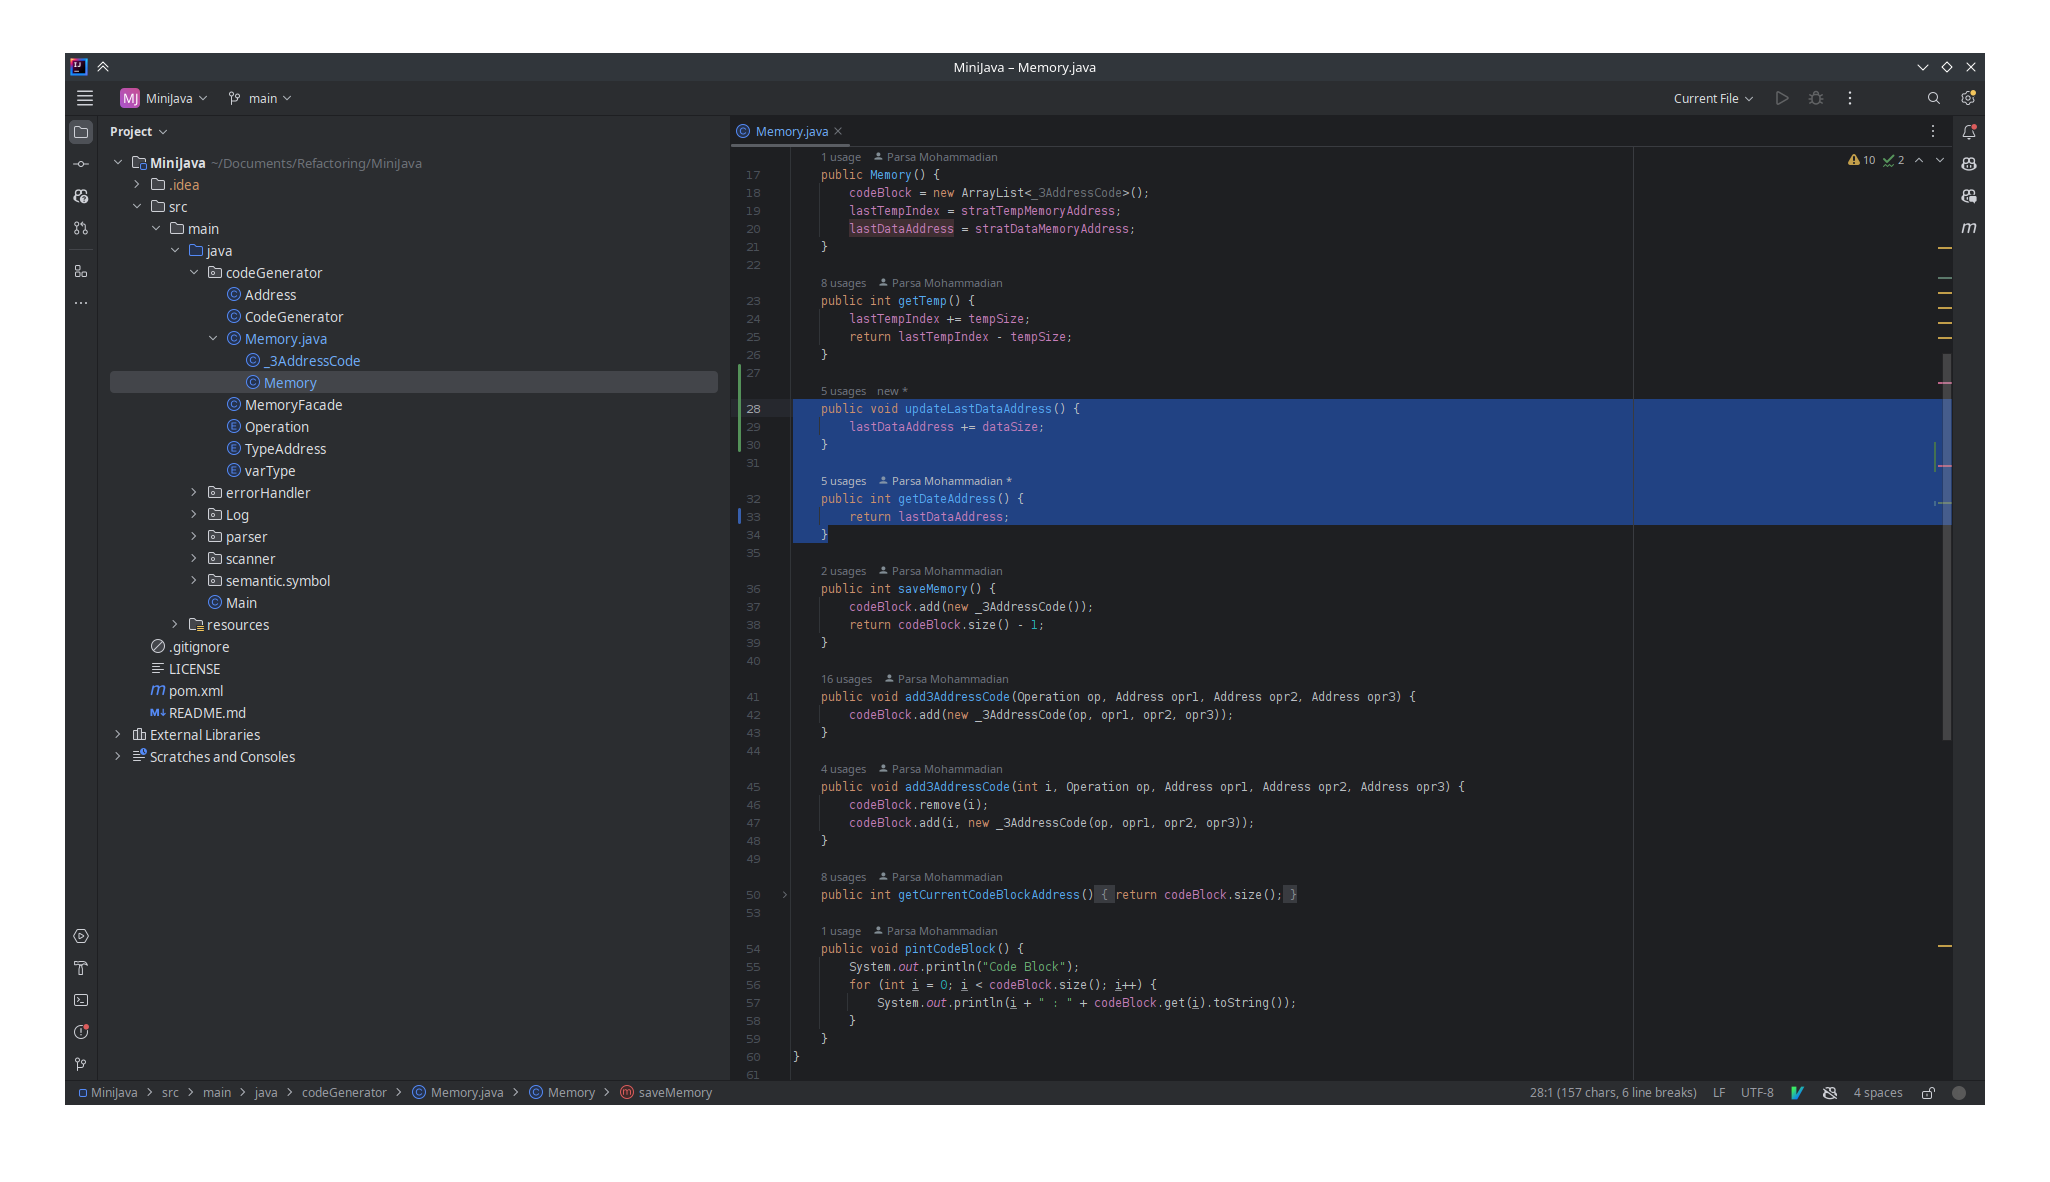 MiniJava – Memory.java
MJ MiniJava main Current File
Project
MiniJava ~/Documents/Refactoring/MiniJava
.idea
src
main
java
codeGenerator
Address
CodeGenerator
Memory.java
_3AddressCode
Memory
MemoryFacade
Operation
TypeAddress
varType
errorHandler
Log
parser
scanner
semantic.symbol
Main
resources
.gitignore
LICENSE
pom.xml
README.md
External Libraries
Scratches and Consoles
Memory.java
10 2
1 usage Parsa Mohammadian
17 public Memory() {
18 codeBlock = new ArrayList<_3AddressCode>();
19 lastTempIndex = stratTempMemoryAddress;
20 lastDataAddress = stratDataMemoryAddress;
21 }
22
8 usages Parsa Mohammadian
23 public int getTemp() {
24 lastTempIndex += tempSize;
25 return lastTempIndex - tempSize;
26 }
27
5 usages new *
28 public void updateLastDataAddress() {
29 lastDataAddress += dataSize;
30 }
31
5 usages Parsa Mohammadian *
32 public int getDateAddress() {
33 return lastDataAddress;
34 }
35
2 usages Parsa Mohammadian
36 public int saveMemory() {
37 codeBlock.add(new _3AddressCode());
38 return codeBlock.size() - 1;
39 }
40
16 usages Parsa Mohammadian
41 public void add3AddressCode(Operation op, Address opr1, Address opr2, Address opr3) {
42 codeBlock.add(new _3AddressCode(op, opr1, opr2, opr3));
43 }
44
4 usages Parsa Mohammadian
45 public void add3AddressCode(int i, Operation op, Address opr1, Address opr2, Address opr3) {
46 codeBlock.remove(i);
47 codeBlock.add(i, new _3AddressCode(op, opr1, opr2, opr3));
48 }
49
8 usages Parsa Mohammadian
50 public int getCurrentCodeBlockAddress() { return codeBlock.size(); }
53
1 usage Parsa Mohammadian
54 public void pintCodeBlock() {
55 System.out.println("Code Block");
56 for (int i = 0; i < codeBlock.size(); i++) {
57 System.out.println(i + " : " + codeBlock.get(i).toString());
58 }
59 }
60 }
61
MiniJava > src > main > java > codeGenerator > Memory.java > Memory > saveMemory 28:1 (157 chars, 6 line breaks) LF UTF-8 4 spaces